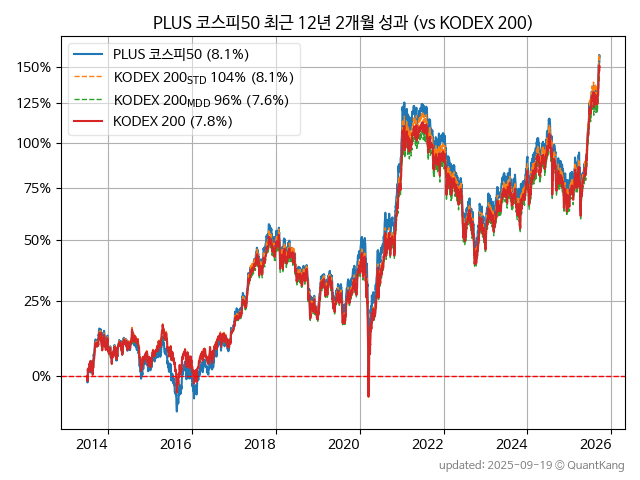 PLUS 코스피50 최근 12년 2개월 성과 (vs KODEX 200)
PLUS 코스피50 (8.1%)
KODEX 200STD 104% (8.1%)
KODEX 200MDD 96% (7.6%)
KODEX 200 (7.8%)
150%
125%
100%
75%
50%
25%
0%
2014 2016 2018 2020 2022 2024 2026
updated: 2025-09-19 © QuantKang